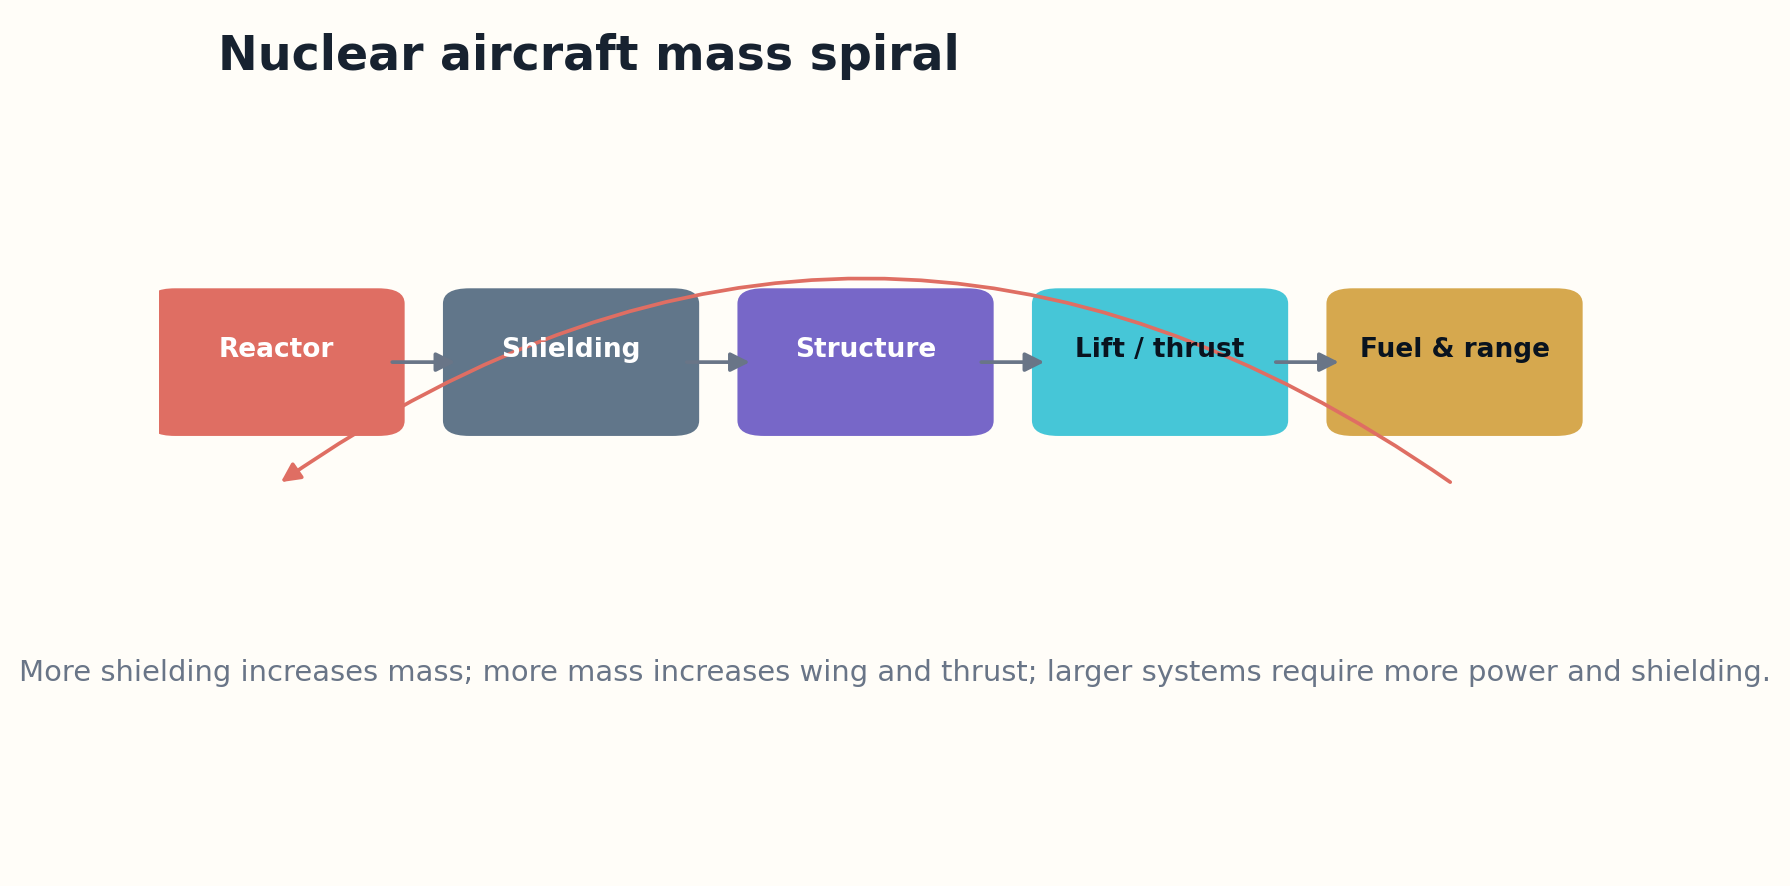 Nuclear aircraft mass spiral
Reactor
Shielding
Structure
Lift / thrust
Fuel & range
More shielding increases mass; more mass increases wing and thrust; larger systems require more power and shielding.